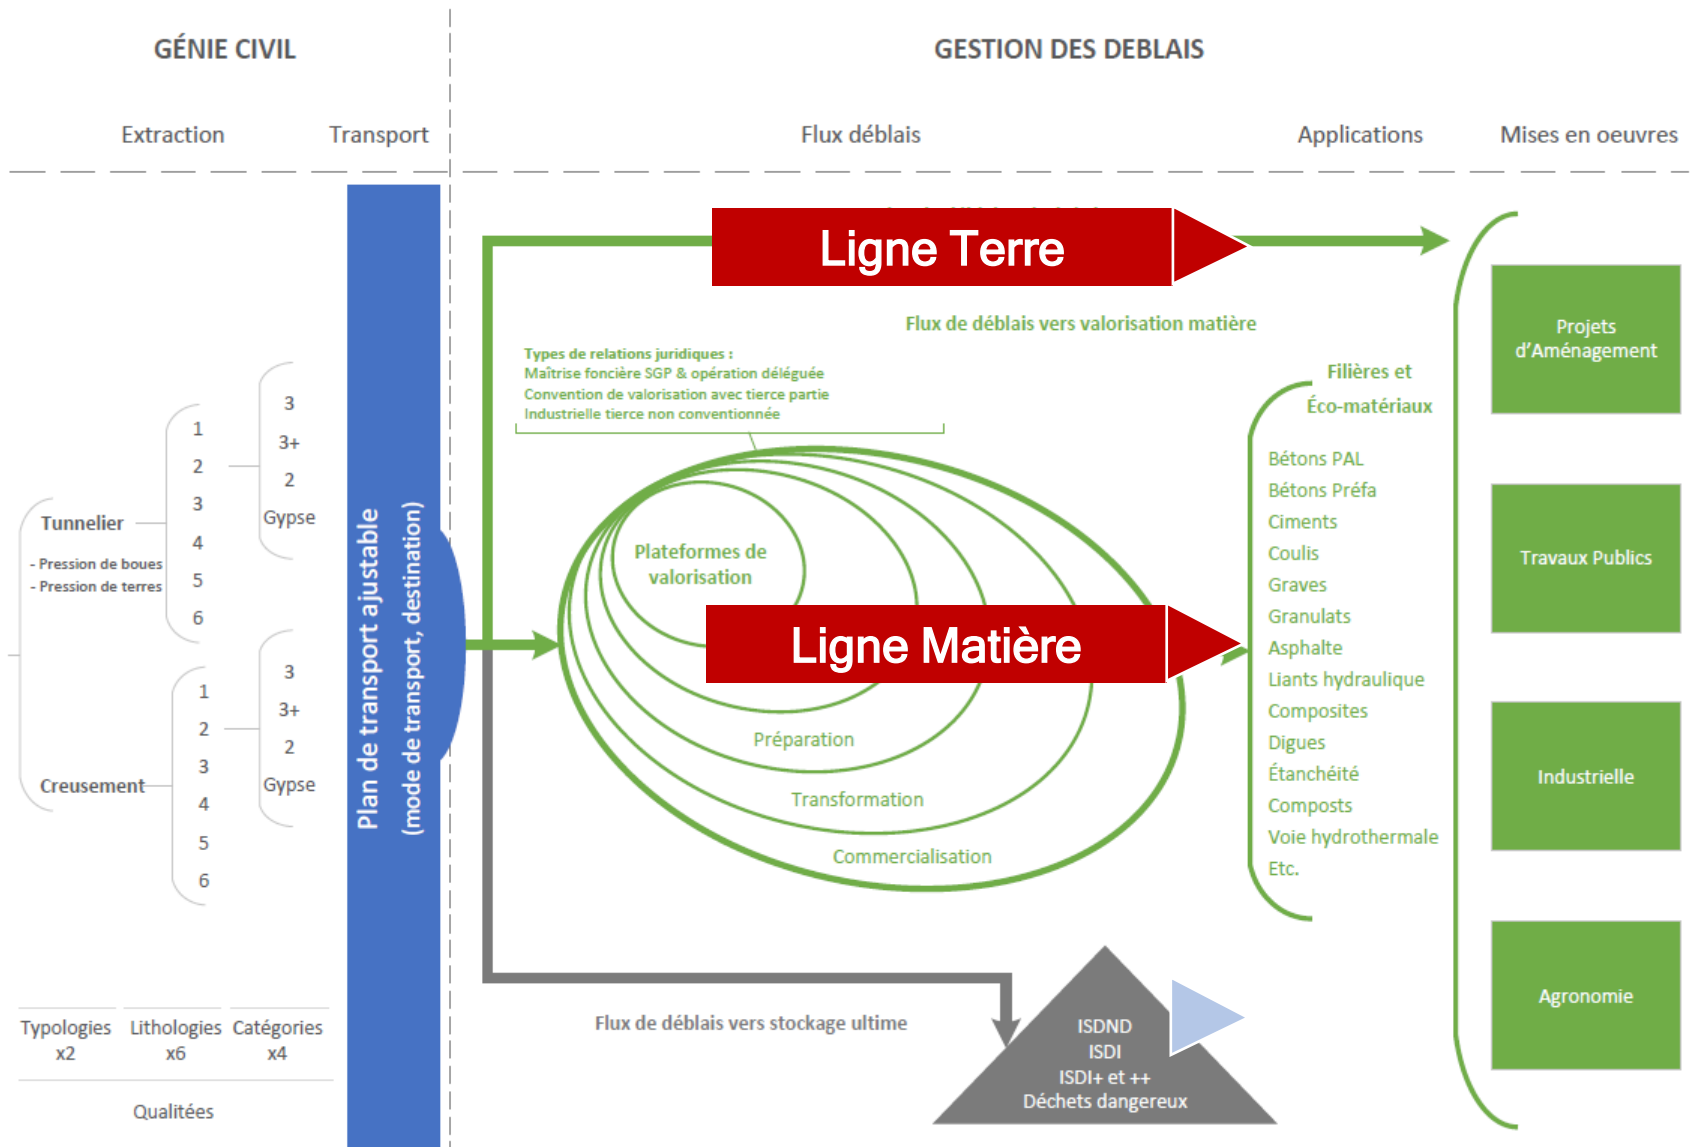 GÉNIE CIVIL
GESTION DES DEBLAIS
Extraction
Transport
Flux déblais
Applications
Mises en oeuvres
Tunnelier
- Pression de boues
- Pression de terres
1
2
3
4
5
6
3
3+
2
Gypse
Creusement
1
2
3
4
5
6
3
3+
2
Gypse
Typologies
x2
Lithologies
x6
Catégories
x4
Qualitées
Plan de transport ajustable
(mode de transport, destination)
Ligne Terre
Flux de déblais vers valorisation matière
Types de relations juridiques :
Maîtrise foncière SGP & opération déléguée
Convention de valorisation avec tierce partie
Industrielle tierce non conventionnée
Plateformes de
valorisation
Ligne Matière
Préparation
Transformation
Commercialisation
Flux de déblais vers stockage ultime
ISDND
ISDI
ISDI+ et ++
Déchets dangereux
Filières et
Éco-matériaux
Bétons PAL
Bétons Préfa
Ciments
Coulis
Graves
Granulats
Asphalte
Liants hydraulique
Composites
Digues
Étanchéité
Composts
Voie hydrothermale
Etc.
Projets
d'Aménagement
Travaux Publics
Industrielle
Agronomie